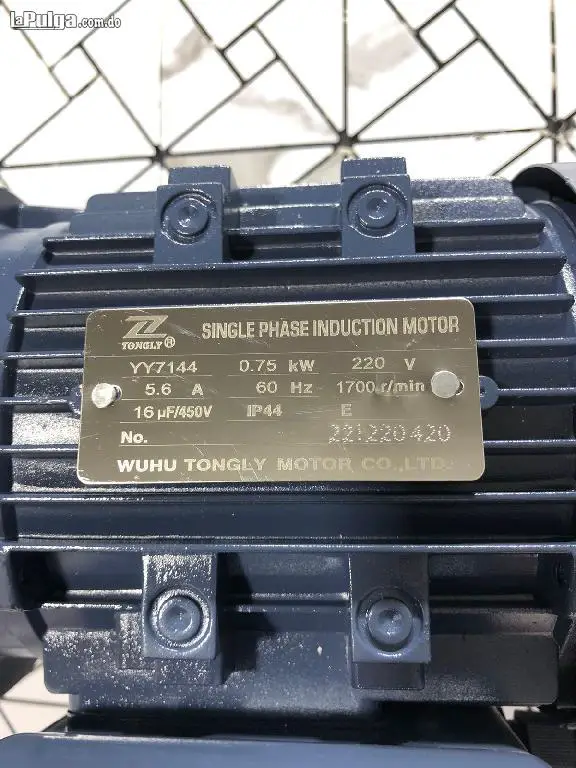 laPulga.com.do
ZZ SINGLE PHASE INDUCTION MOTOR
TONGLY®
YY7144 0.75 kW 220 V
5.6 A 60 Hz 1700 r/min
16 µF/450V IP44 E
No. 221220420
WUHU TONGLY MOTOR CO.,LTD.